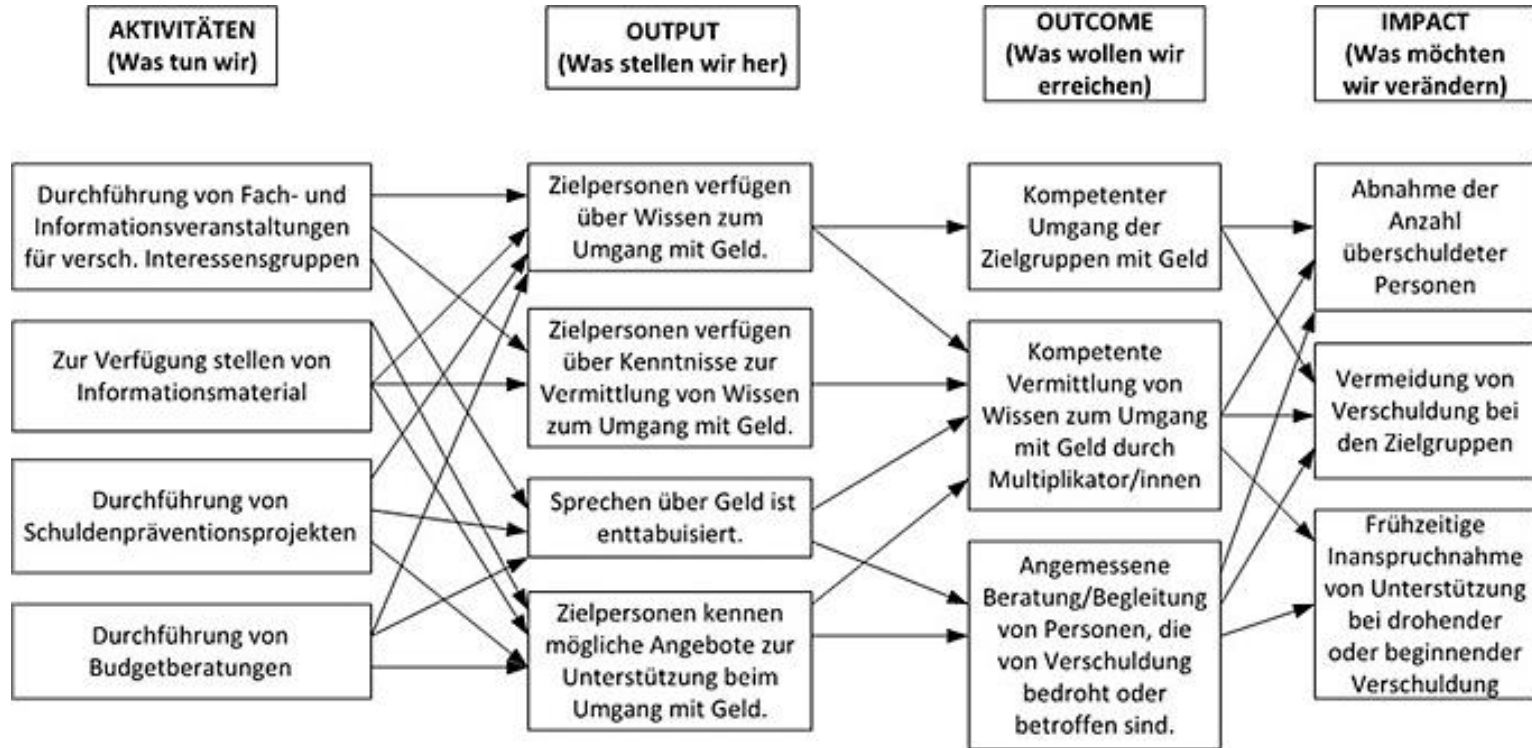 AKTIVITÄTEN
(Was tun wir)
OUTPUT
(Was stellen wir her)
OUTCOME
(Was wollen wir
erreichen)
IMPACT
(Was möchten
wir verändern)
Durchführung von Fach- und
Informationsveranstaltungen
für versch. Interessensgruppen
Zur Verfügung stellen von
Informationsmaterial
Durchführung von
Schuldenpräventionsprojekten
Durchführung von
Budgetberatungen
Zielpersonen verfügen
über Wissen zum
Umgang mit Geld.
Zielpersonen verfügen
über Kenntnisse zur
Vermittlung von Wissen
zum Umgang mit Geld.
Sprechen über Geld ist
enttabuisiert.
Zielpersonen kennen
mögliche Angebote zur
Unterstützung beim
Umgang mit Geld.
Kompetenter
Umgang der
Zielgruppen mit Geld
Kompetente
Vermittlung von
Wissen zum Umgang
mit Geld durch
Multiplikator/innen
Angemessene
Beratung/Begleitung
von Personen, die
von Verschuldung
bedroht oder
betroffen sind.
Abnahme der
Anzahl
überschuldeter
Personen
Vermeidung von
Verschuldung bei
den Zielgruppen
Frühzeitige
Inanspruchnahme
von Unterstützung
bei drohender
oder beginnender
Verschuldung